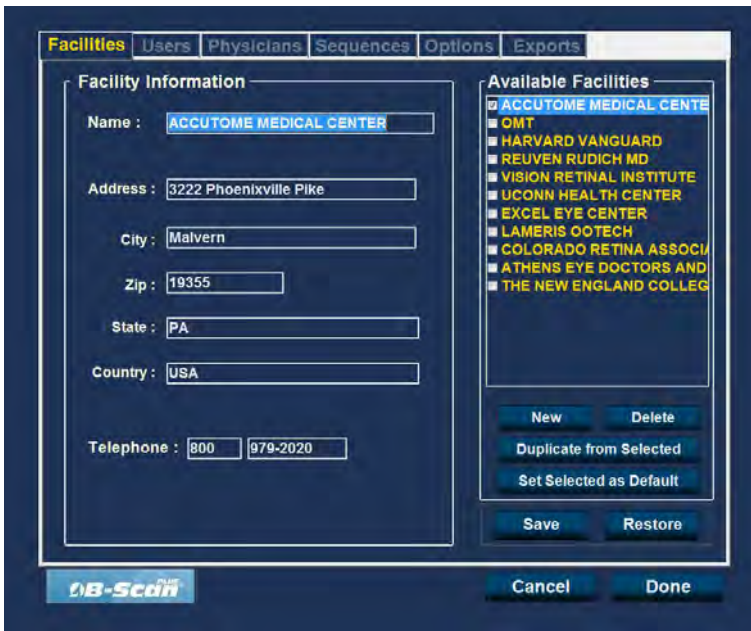 Facilities Users Physicians Sequences Options Exports
Facility Information
Name : ACCUTOME MEDICAL CENTER
Address : 3222 Phoenixville Pike
City : Malvern
Zip : 19355
State : PA
Country : USA
Telephone : 800 979-2020
Available Facilities
ACCUTOME MEDICAL CENTE
OMT
HARVARD VANGUARD
REUVEN RUDICH MD
VISION RETINAL INSTITUTE
UCONN HEALTH CENTER
EXCEL EYE CENTER
LAMERIS OOTECH
COLORADO RETINA ASSOCIA
ATHENS EYE DOCTORS AND
THE NEW ENGLAND COLLEG
New Delete
Duplicate from Selected
Set Selected as Default
Save Restore
B-Scan PLUS
Cancel Done